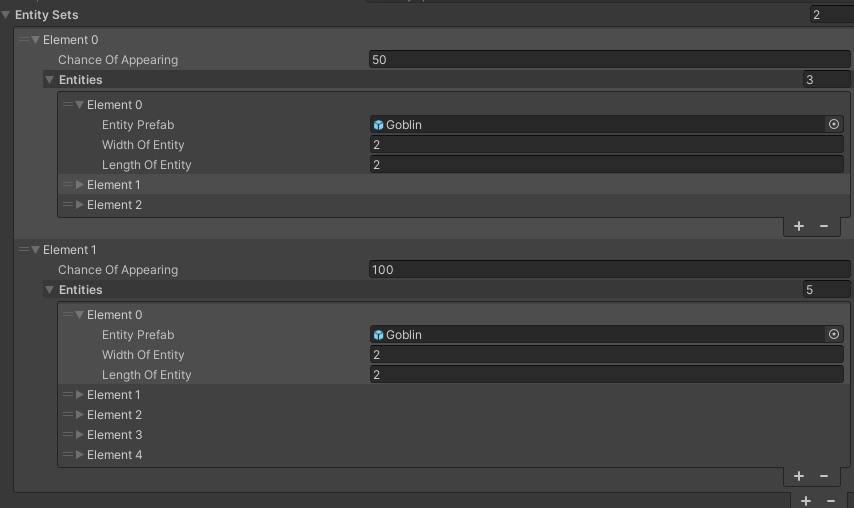 Entity Sets 2
Element 0
Chance Of Appearing 50
Entities 3
Element 0
Entity Prefab Goblin
Width Of Entity 2
Length Of Entity 2
Element 1
Element 2
+ -
Element 1
Chance Of Appearing 100
Entities 5
Element 0
Entity Prefab Goblin
Width Of Entity 2
Length Of Entity 2
Element 1
Element 2
Element 3
Element 4
+ -
+ -